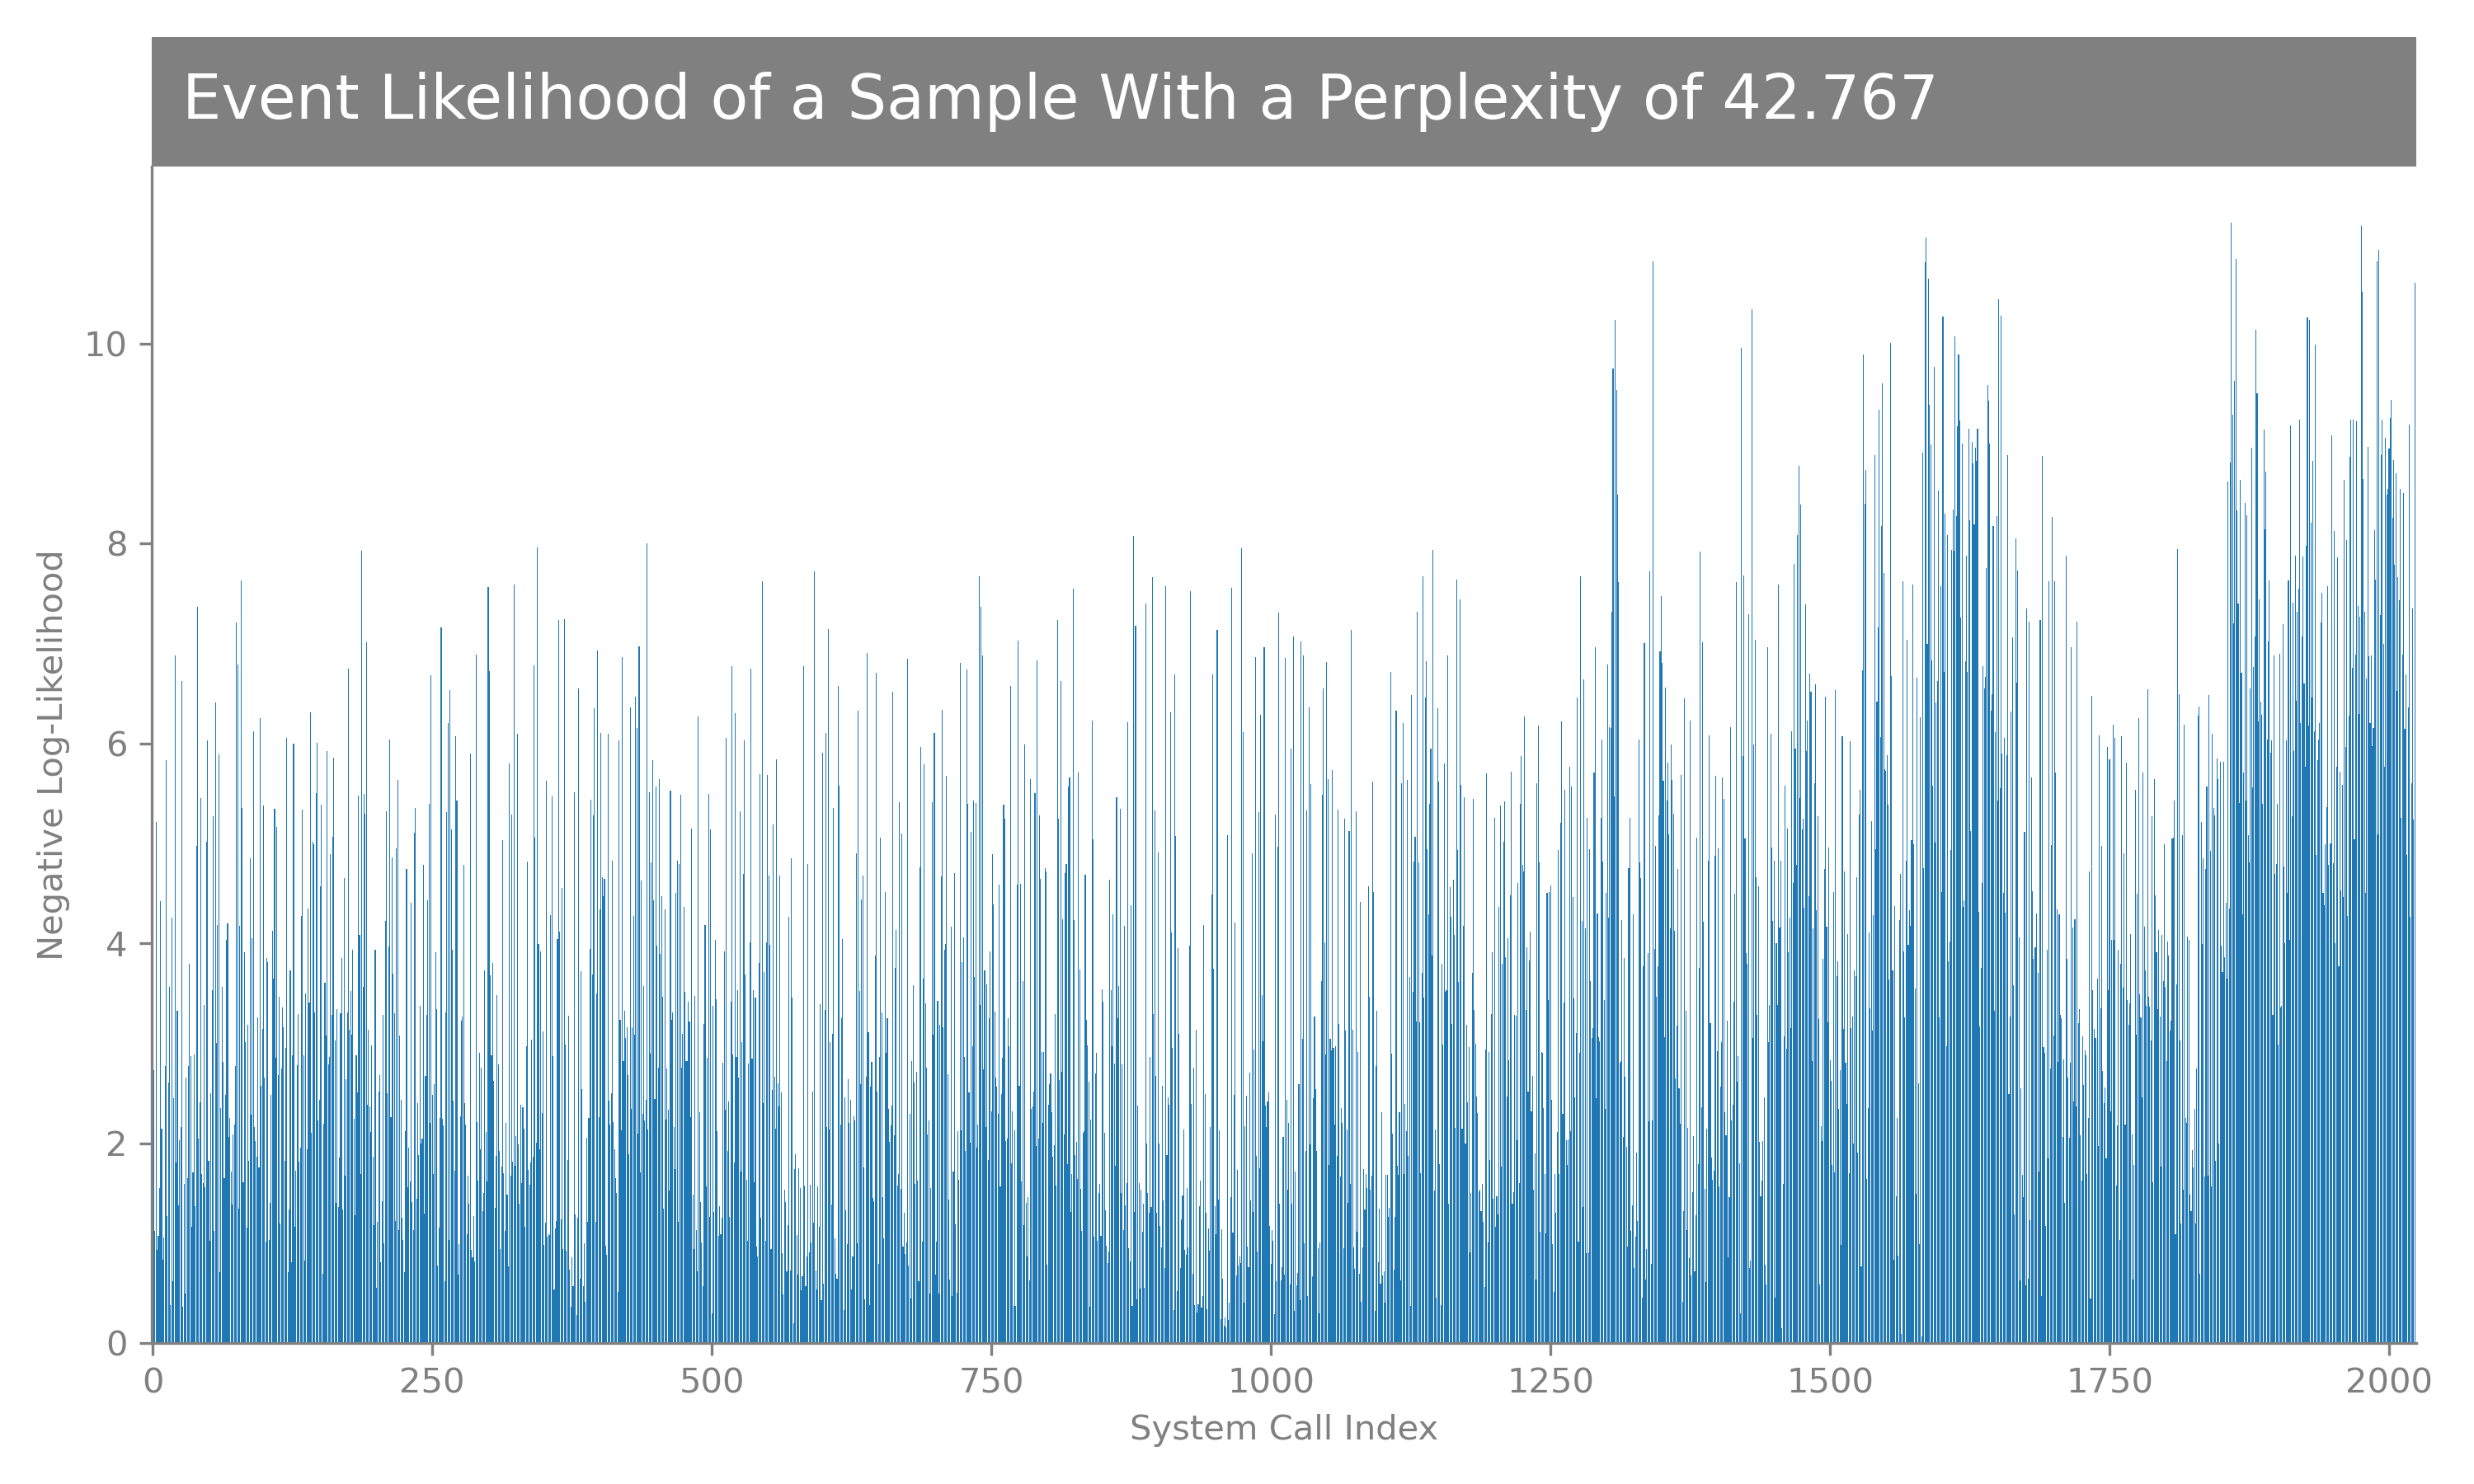 Event Likelihood of a Sample With a Perplexity of 42.767
Negative Log-Likelihood
10
8
6
4
2
0
0 250 500 750 1000 1250 1500 1750 2000
System Call Index